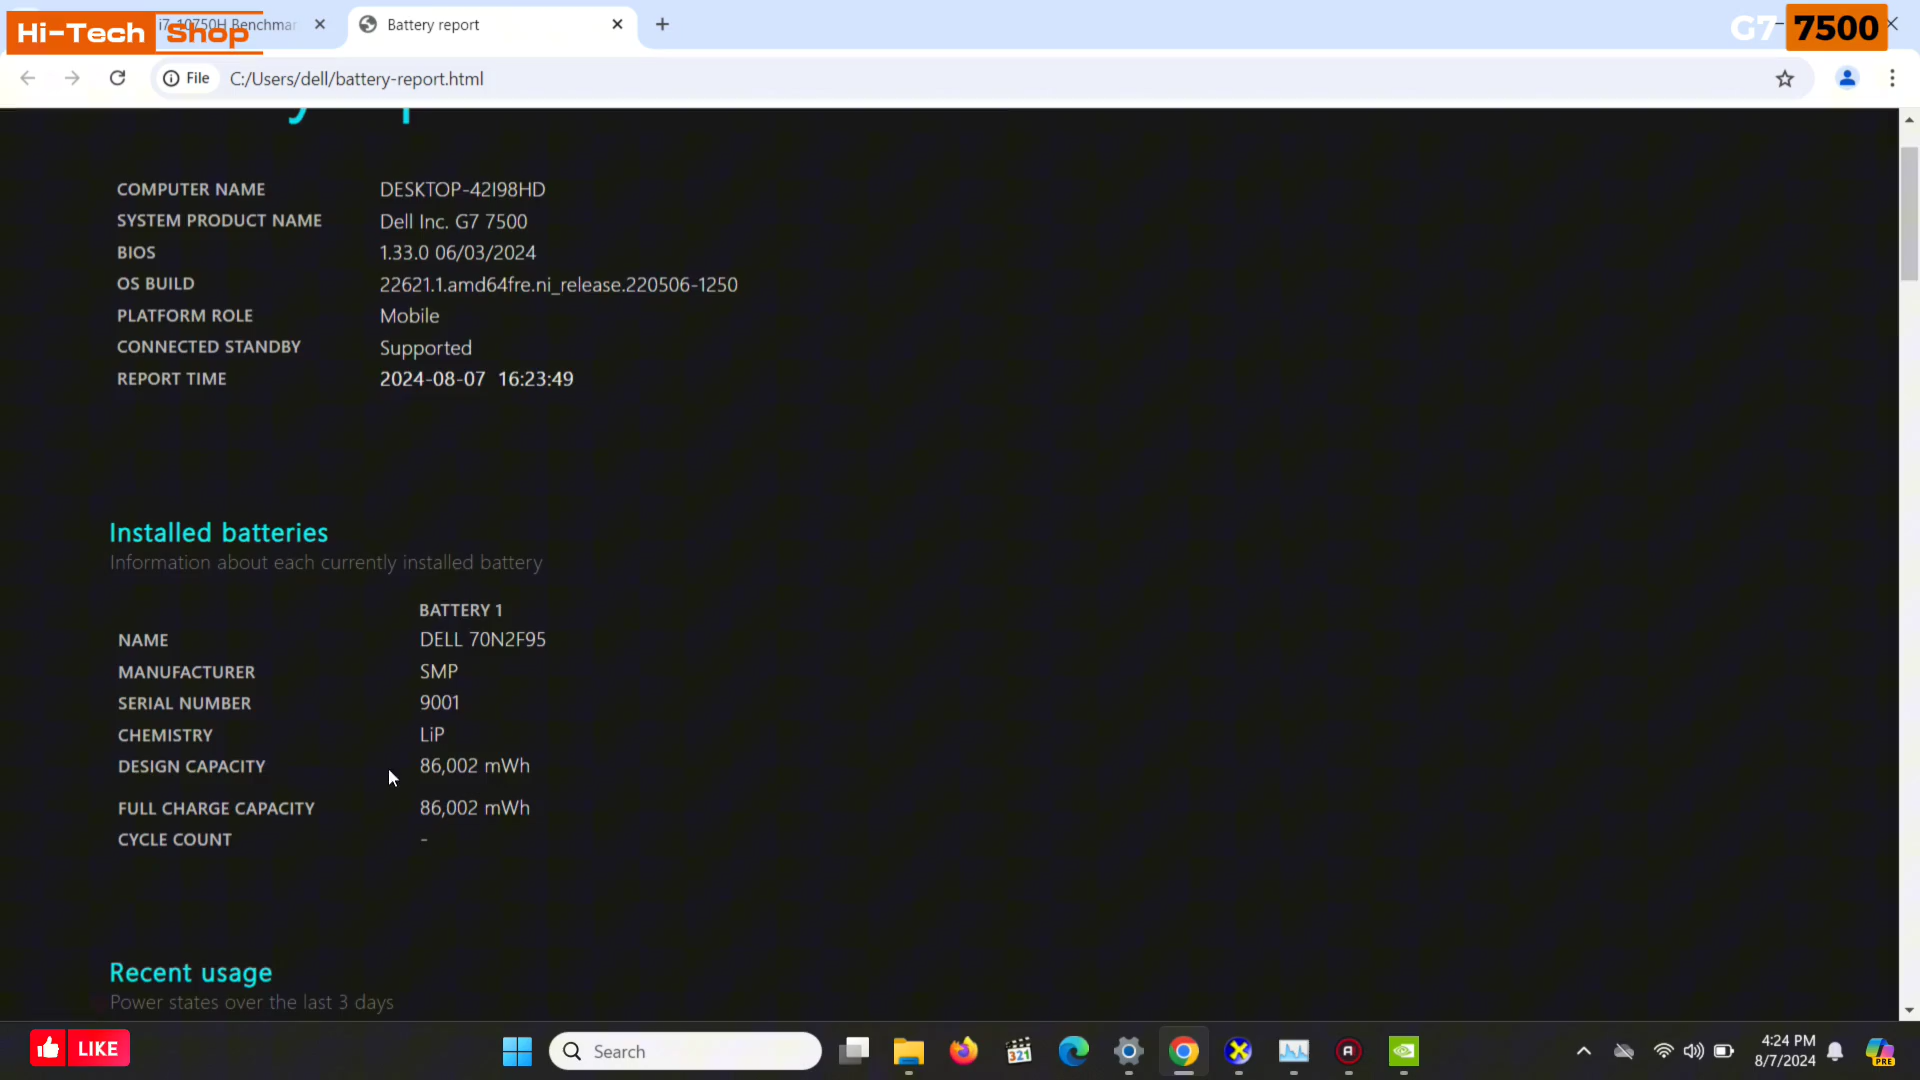 Hi-Tech Shop
i7-10750H Benchmar
Battery report
G7 7500
File
C:/Users/dell/battery-report.html
COMPUTER NAME DESKTOP-42I98HD
SYSTEM PRODUCT NAME Dell Inc. G7 7500
BIOS 1.33.0 06/03/2024
OS BUILD 22621.1.amd64fre.ni_release.220506-1250
PLATFORM ROLE Mobile
CONNECTED STANDBY Supported
REPORT TIME 2024-08-07 16:23:49
Installed batteries
Information about each currently installed battery
BATTERY 1
NAME DELL 70N2F95
MANUFACTURER SMP
SERIAL NUMBER 9001
CHEMISTRY LiP
DESIGN CAPACITY 86,002 mWh
FULL CHARGE CAPACITY 86,002 mWh
CYCLE COUNT -
Recent usage
Power states over the last 3 days
LIKE
Search
321
4:24 PM
8/7/2024
PRE